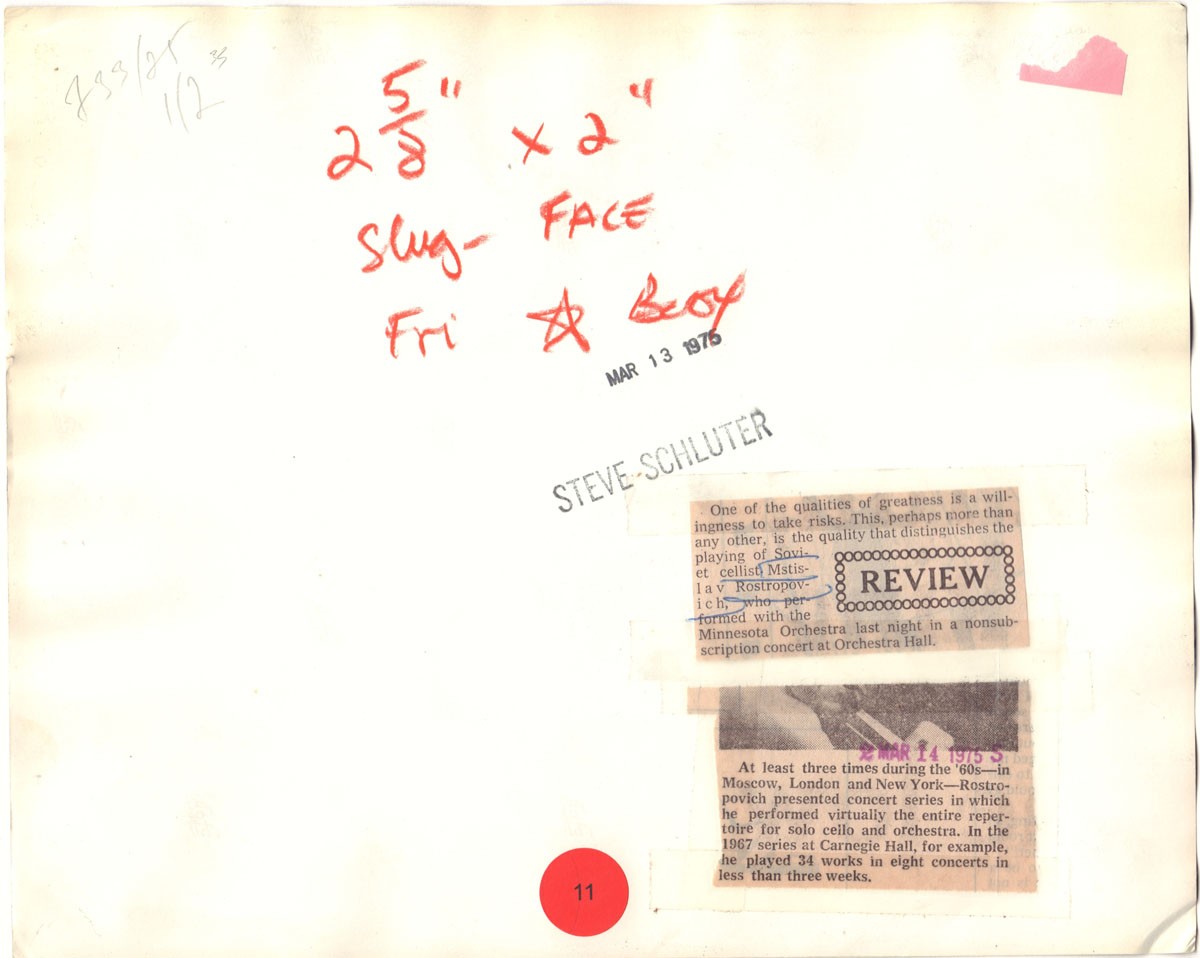 2 5/8" x 2"
Slug- FACE
Fri ☆
MAR 13 1975
STEVE SCHLUTER
One of the qualities of greatness is a will-
ingness to take risks. This, perhaps more than
any other, is the quality that distinguishes the
playing of Sovi-
et cellist Mstis-
lav Rostropov-
ich, who per-
formed with the
REVIEW
Minnesota Orchestra last night in a nonsub-
scription concert at Orchestra Hall.
MAR 14 1975 S
At least three times during the '60s—in
Moscow, London and New York—Rostro-
povich presented concert series in which
he performed virtually the entire reper-
toire for solo cello and orchestra. In the
1967 series at Carnegie Hall, for example,
he played 34 works in eight concerts in
less than three weeks.
11